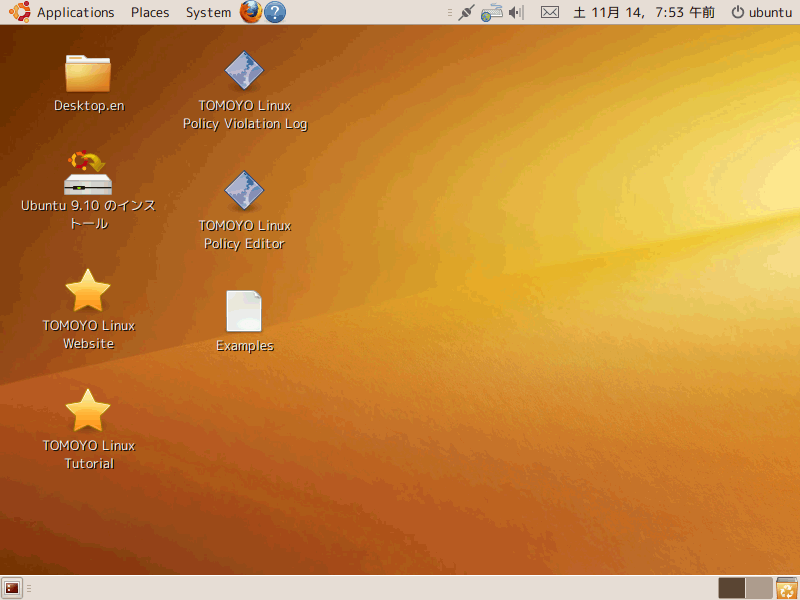 Applications Places System
土 11月 14, 7:53 午前
ubuntu
Desktop.en
TOMOYO Linux
Policy Violation Log
Ubuntu 9.10 のインス
トール
TOMOYO Linux
Policy Editor
TOMOYO Linux
Website
Examples
TOMOYO Linux
Tutorial